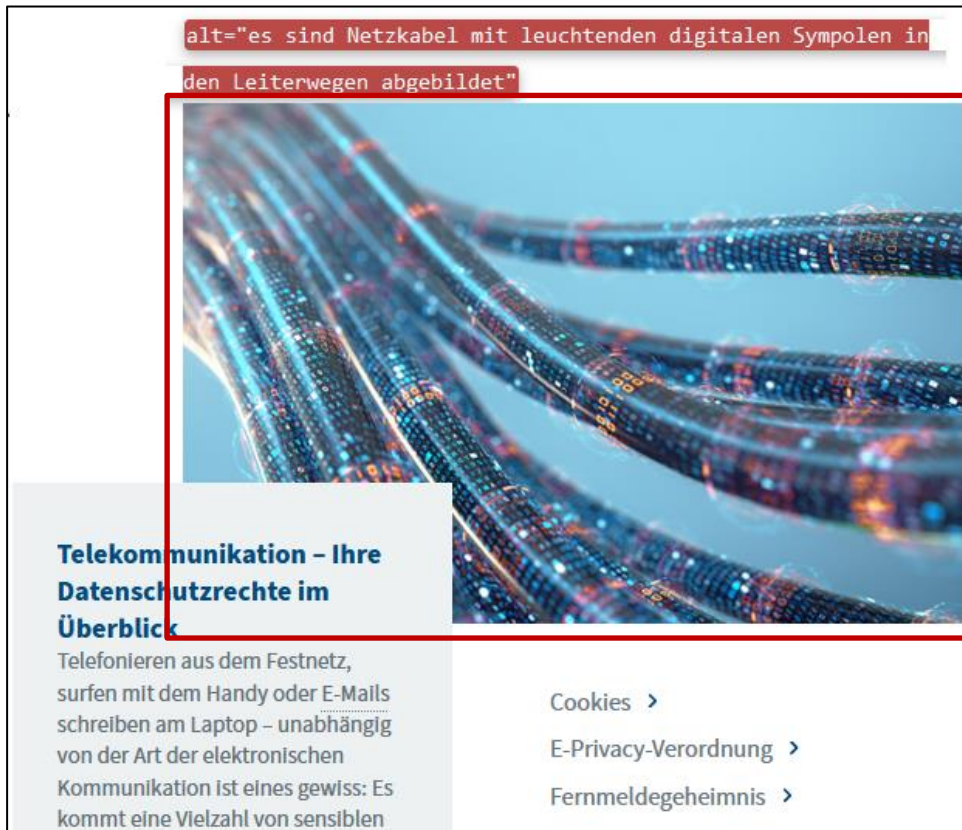 alt="es sind Netzkabel mit leuchtenden digitalen Sympolen in
den Leiterwegen abgebildet"
Telekommunikation – Ihre
Datenschutzrechte im
Überblick
Telefonieren aus dem Festnetz,
surfen mit dem Handy oder E-Mails
schreiben am Laptop – unabhängig
von der Art der elektronischen
Kommunikation ist eines gewiss: Es
kommt eine Vielzahl von sensiblen
Cookies >
E-Privacy-Verordnung >
Fernmeldegeheimnis >